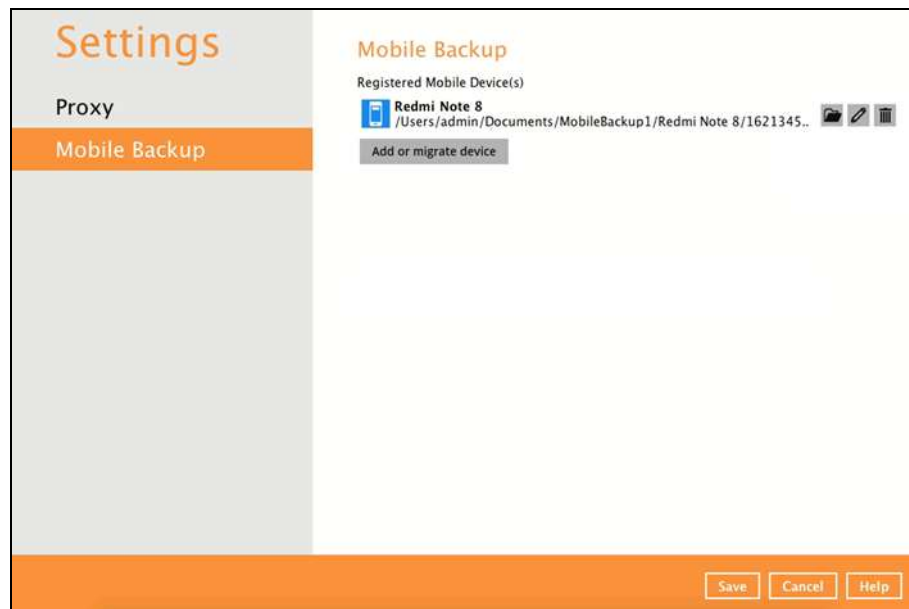 Settings
Proxy
Mobile Backup
Mobile Backup
Registered Mobile Device(s)
Redmi Note 8
/Users/admin/Documents/MobileBackup1/Redmi Note 8/1621345..
Add or migrate device
Save Cancel Help